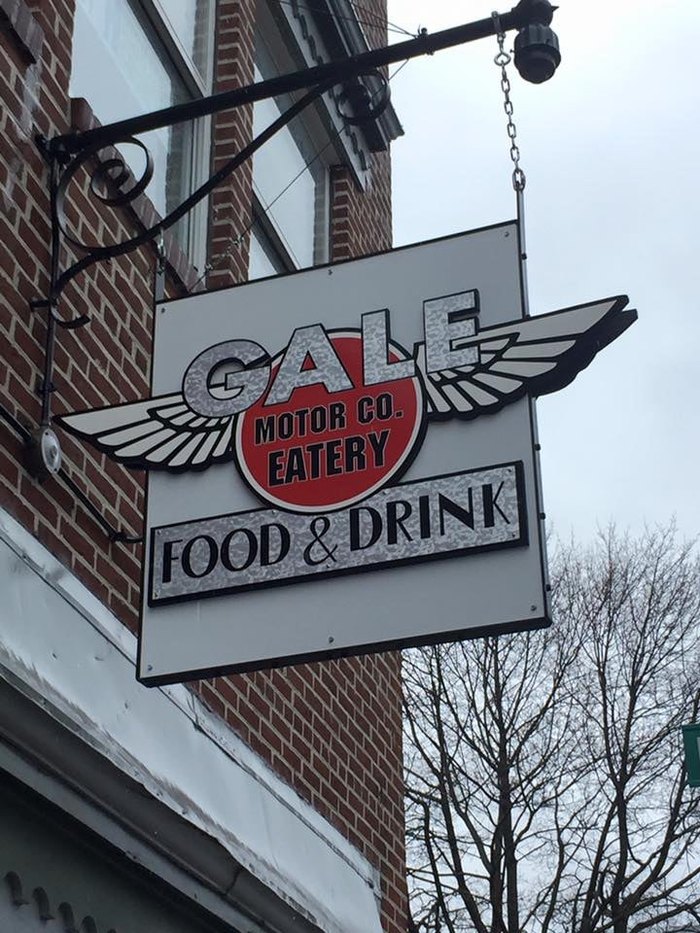 GALE
MOTOR CO.
EATERY
FOOD & DRINK